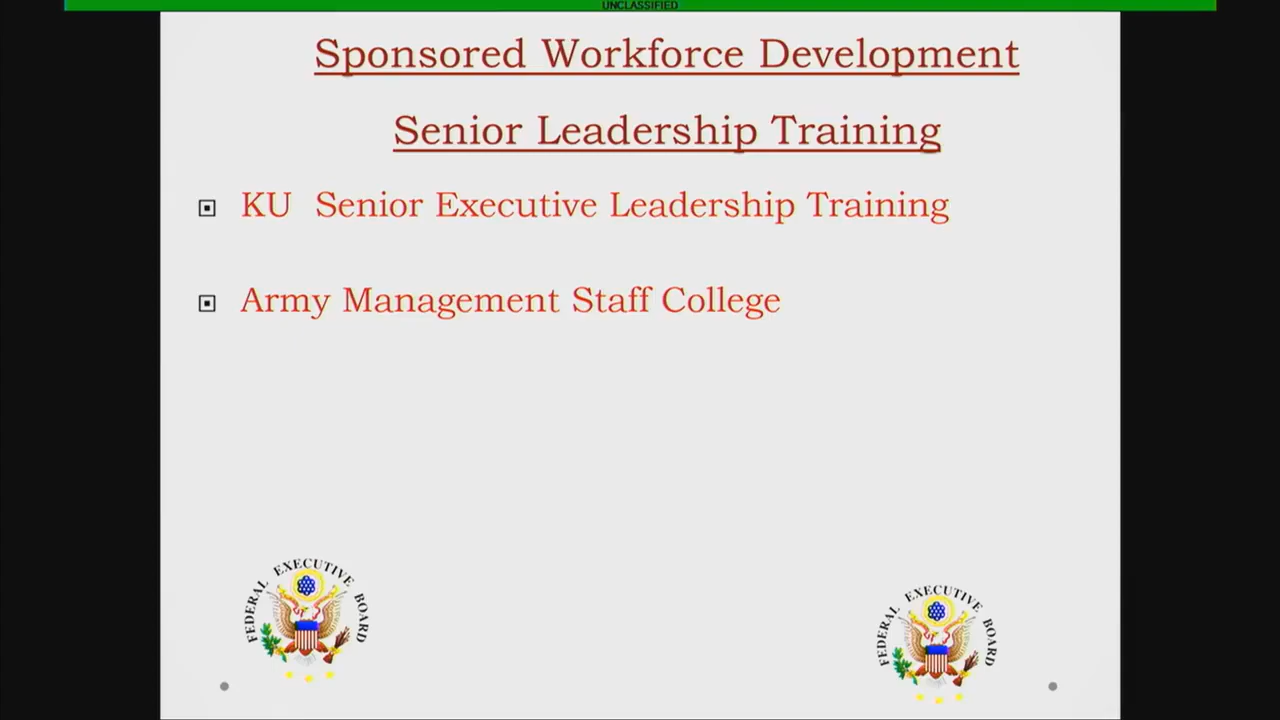 UNCLASSIFIED
Sponsored Workforce Development
Senior Leadership Training
KU Senior Executive Leadership Training
Army Management Staff College
FEDERAL EXECUTIVE BOARD
FEDERAL EXECUTIVE BOARD